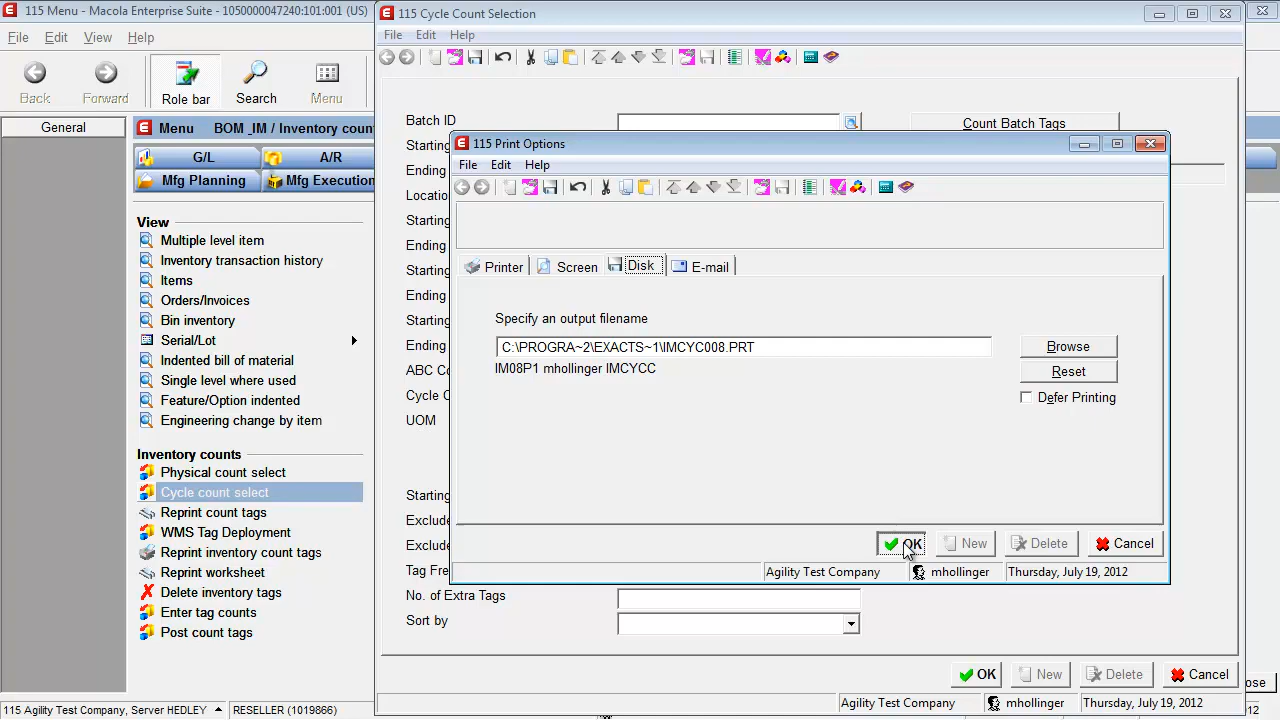 115 Menu - Macola Enterprise Suite - 1050000047240:101:001 (US)
File Edit View Help
Back Forward Role bar Search Menu
General
Menu BOM_IM / Inventory coun
G/L A/R
Mfg Planning Mfg Execution
View
Multiple level item
Inventory transaction history
Items
Orders/Invoices
Bin inventory
Serial/Lot
Indented bill of material
Single level where used
Feature/Option indented
Engineering change by item
Inventory counts
Physical count select
Cycle count select
Reprint count tags
WMS Tag Deployment
Reprint inventory count tags
Reprint worksheet
Delete inventory tags
Enter tag counts
Post count tags
115 Agility Test Company, Server HEDLEY
RESELLER (1019866)
115 Cycle Count Selection
File Edit Help
Batch ID
Count Batch Tags
Starting
Ending
Locatio
Starting
Ending
Starting
Ending
Starting
Ending
ABC Co
Cycle C
UOM
Starting
Exclude
Exclude
Tag Fre
No. of Extra Tags
Sort by
OK New Delete Cancel
Agility Test Company mhollinger Thursday, July 19, 2012
ose
12
115 Print Options
File Edit Help
Printer Screen Disk E-mail
Specify an output filename
C:\PROGRA~2\EXACTS~1\IMCYC008.PRT
Browse
IM08P1 mhollinger IMCYCC
Reset
Defer Printing
OK New Delete Cancel
Agility Test Company mhollinger Thursday, July 19, 2012